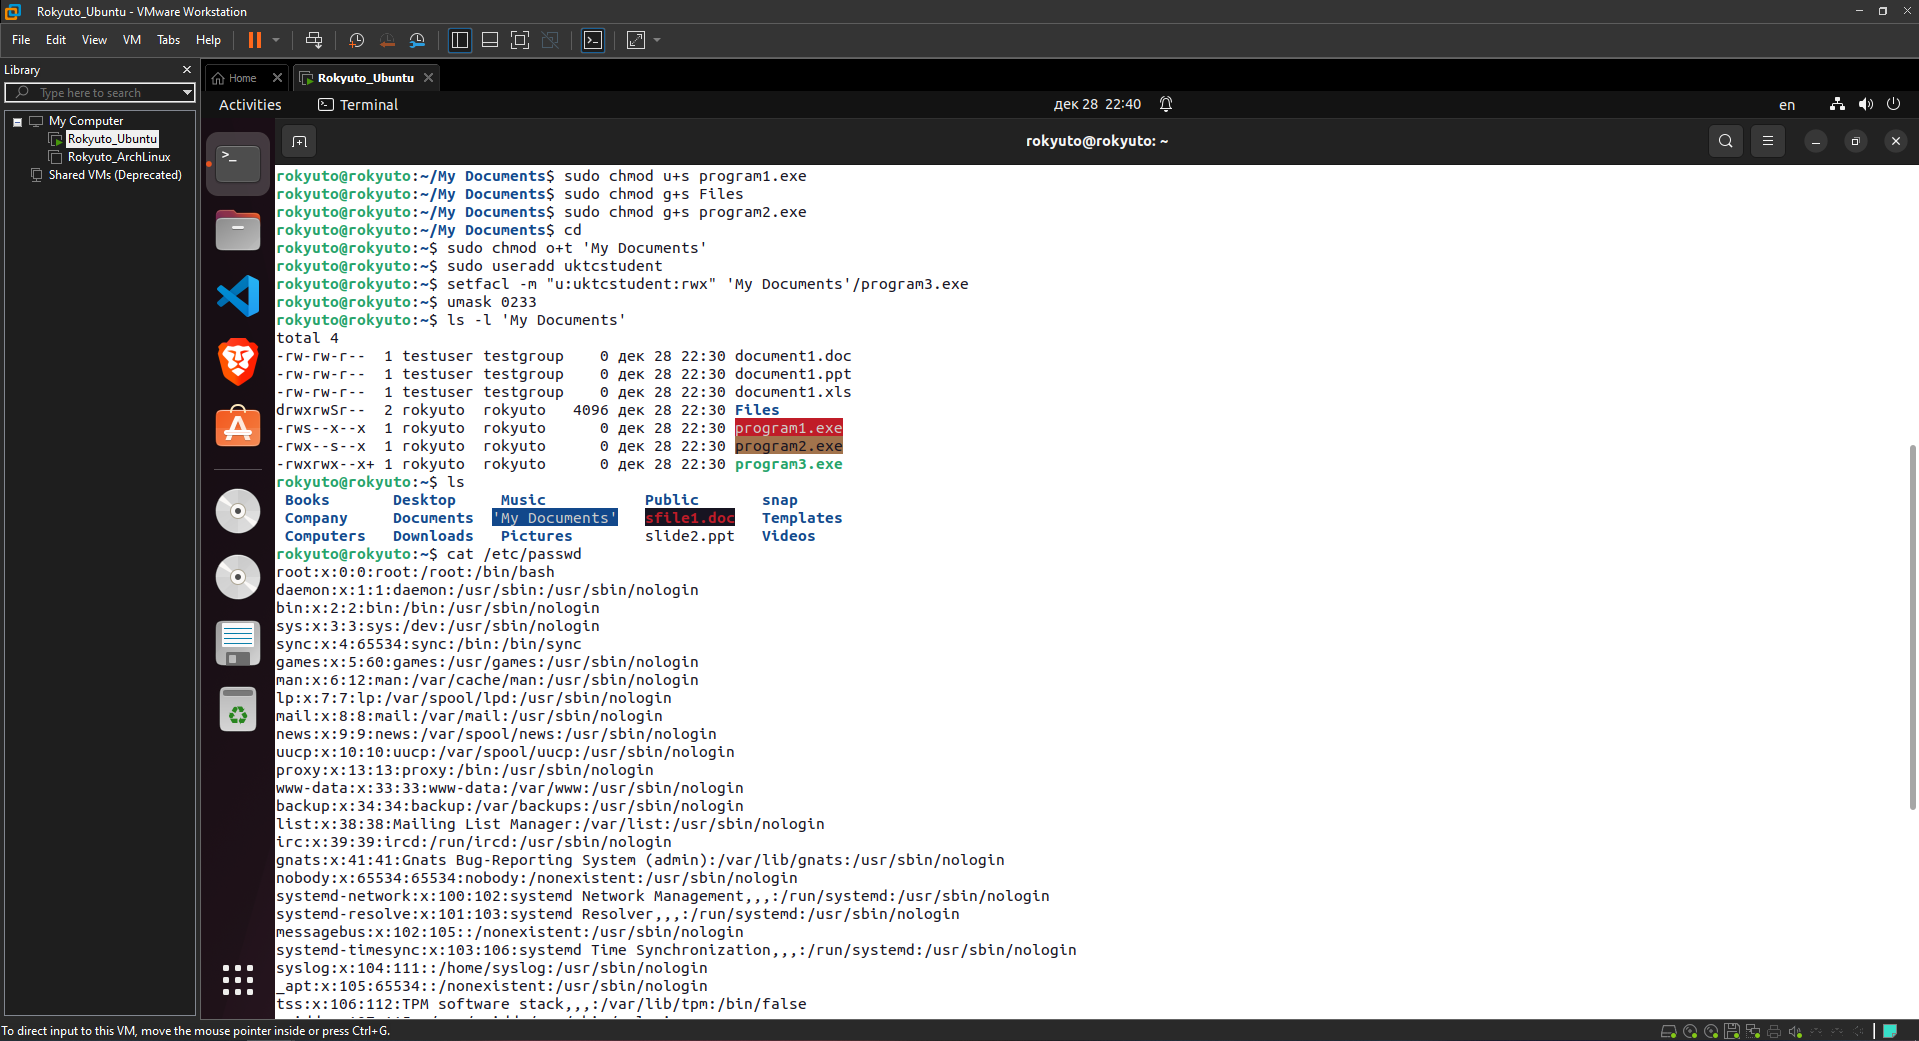 Rokyuto_Ubuntu - VMware Workstation
File Edit View VM Tabs Help
Library
Type here to search
My Computer
Rokyuto_Ubuntu
Rokyuto_ArchLinux
Shared VMs (Deprecated)
Home Rokyuto_Ubuntu
Activities Terminal дек 28 22:40 en
rokyuto@rokyuto: ~
rokyuto@rokyuto:~/My Documents$ sudo chmod u+s program1.exe
rokyuto@rokyuto:~/My Documents$ sudo chmod g+s Files
rokyuto@rokyuto:~/My Documents$ sudo chmod g+s program2.exe
rokyuto@rokyuto:~/My Documents$ cd
rokyuto@rokyuto:~$ sudo chmod o+t 'My Documents'
rokyuto@rokyuto:~$ sudo useradd uktcstudent
rokyuto@rokyuto:~$ setfacl -m "u:uktcstudent:rwx" 'My Documents'/program3.exe
rokyuto@rokyuto:~$ umask 0233
rokyuto@rokyuto:~$ ls -l 'My Documents'
total 4
-rw-rw-r--  1 testuser testgroup    0 дек 28 22:30 document1.doc
-rw-rw-r--  1 testuser testgroup    0 дек 28 22:30 document1.ppt
-rw-rw-r--  1 testuser testgroup    0 дек 28 22:30 document1.xls
drwxrwSr--  2 rokyuto  rokyuto   4096 дек 28 22:30 Files
-rws--x--x  1 rokyuto  rokyuto      0 дек 28 22:30 program1.exe
-rwx--s--x  1 rokyuto  rokyuto      0 дек 28 22:30 program2.exe
-rwxrwx--x+ 1 rokyuto  rokyuto      0 дек 28 22:30 program3.exe
rokyuto@rokyuto:~$ ls
Books Desktop Music Public snap
Company Documents 'My Documents' sfile1.doc Templates
Computers Downloads Pictures slide2.ppt Videos
rokyuto@rokyuto:~$ cat /etc/passwd
root:x:0:0:root:/root:/bin/bash
daemon:x:1:1:daemon:/usr/sbin:/usr/sbin/nologin
bin:x:2:2:bin:/bin:/usr/sbin/nologin
sys:x:3:3:sys:/dev:/usr/sbin/nologin
sync:x:4:65534:sync:/bin:/bin/sync
games:x:5:60:games:/usr/games:/usr/sbin/nologin
man:x:6:12:man:/var/cache/man:/usr/sbin/nologin
lp:x:7:7:lp:/var/spool/lpd:/usr/sbin/nologin
mail:x:8:8:mail:/var/mail:/usr/sbin/nologin
news:x:9:9:news:/var/spool/news:/usr/sbin/nologin
uucp:x:10:10:uucp:/var/spool/uucp:/usr/sbin/nologin
proxy:x:13:13:proxy:/bin:/usr/sbin/nologin
www-data:x:33:33:www-data:/var/www:/usr/sbin/nologin
backup:x:34:34:backup:/var/backups:/usr/sbin/nologin
list:x:38:38:Mailing List Manager:/var/list:/usr/sbin/nologin
irc:x:39:39:ircd:/run/ircd:/usr/sbin/nologin
gnats:x:41:41:Gnats Bug-Reporting System (admin):/var/lib/gnats:/usr/sbin/nologin
nobody:x:65534:65534:nobody:/nonexistent:/usr/sbin/nologin
systemd-network:x:100:102:systemd Network Management,,,:/run/systemd:/usr/sbin/nologin
systemd-resolve:x:101:103:systemd Resolver,,,:/run/systemd:/usr/sbin/nologin
messagebus:x:102:105::/nonexistent:/usr/sbin/nologin
systemd-timesync:x:103:106:systemd Time Synchronization,,,:/run/systemd:/usr/sbin/nologin
syslog:x:104:111::/home/syslog:/usr/sbin/nologin
_apt:x:105:65534::/nonexistent:/usr/sbin/nologin
tss:x:106:112:TPM software stack,,,:/var/lib/tpm:/bin/false
To direct input to this VM, move the mouse pointer inside or press Ctrl+G.